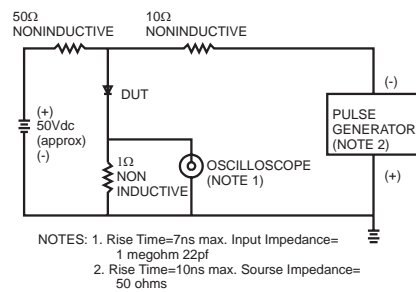 50Ω
NONINDUCTIVE
10Ω
NONINDUCTIVE
DUT
(+)
50Vdc
(approx)
(-)
(-)
PULSE
GENERATOR
(NOTE 2)
(+)
1Ω
NON
INDUCTIVE
OSCILLOSCOPE
(NOTE 1)
NOTES: 1. Rise Time=7ns max. Input Impedance=
1 megohm 22pf
2. Rise Time=10ns max. Sourse Impedance=
50 ohms